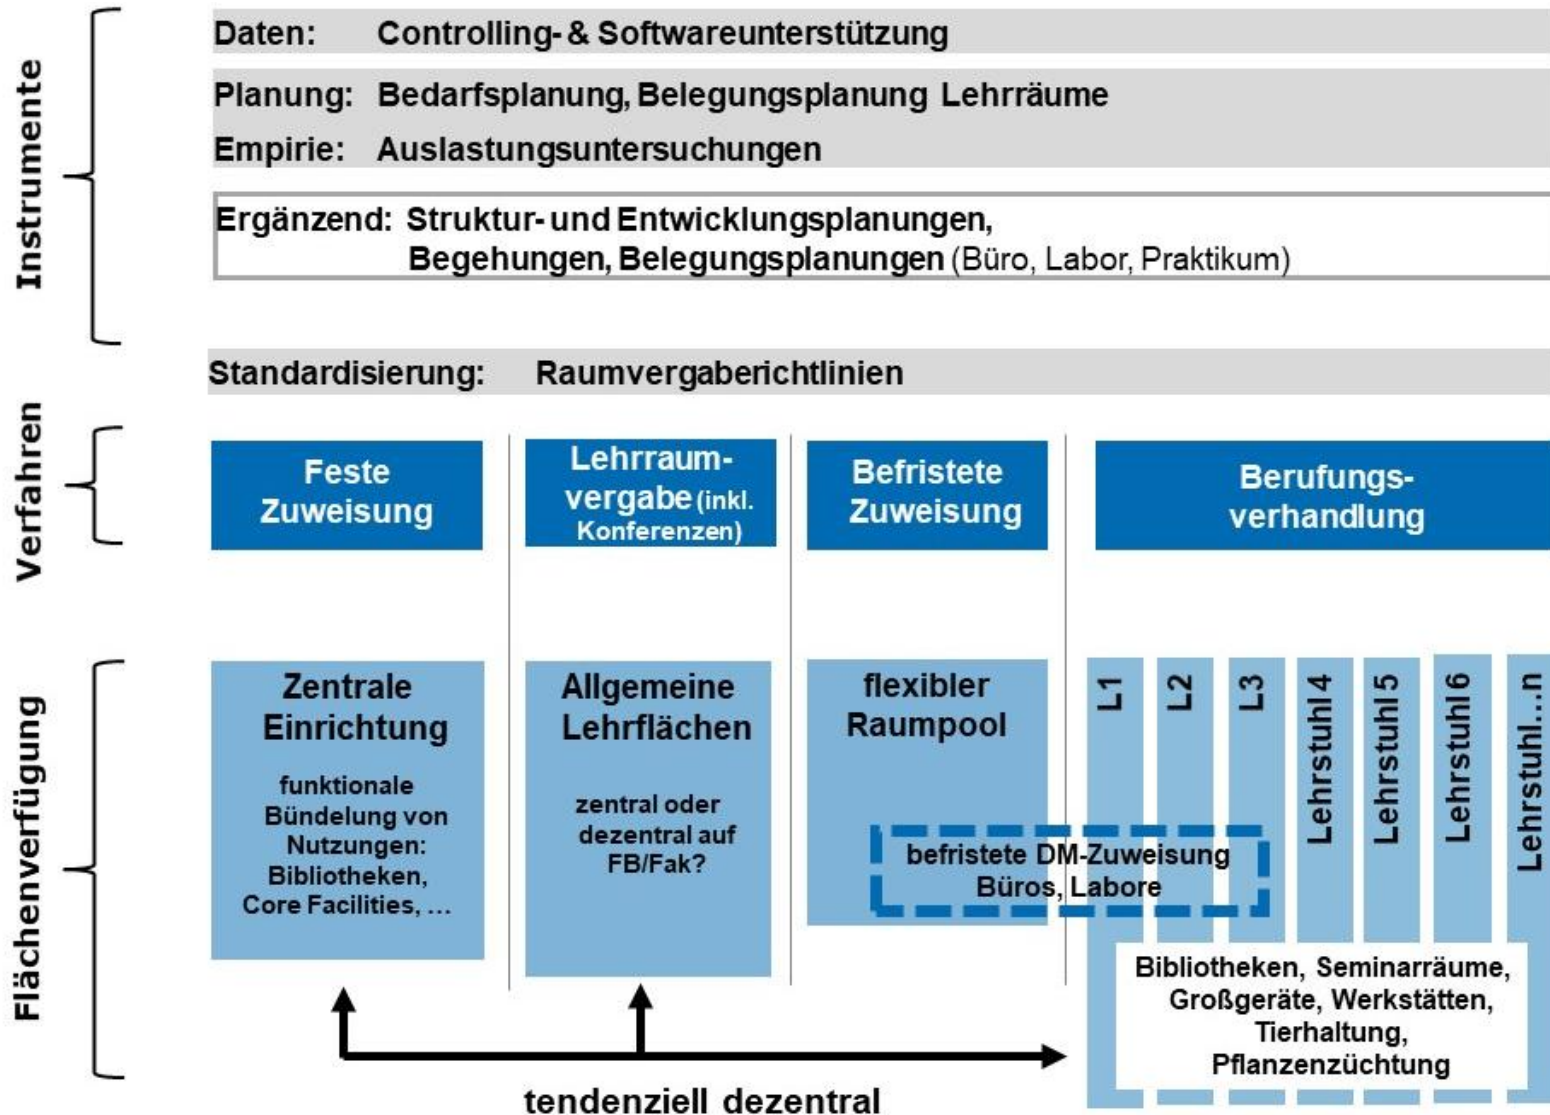 Instrumente
Daten: Controlling- & Softwareunterstützung
Planung: Bedarfsplanung, Belegungsplanung Lehrräume
Empirie: Auslastungsuntersuchungen
Ergänzend: Struktur- und Entwicklungsplanungen,
Begehungen, Belegungsplanungen (Büro, Labor, Praktikum)
Standardisierung: Raumvergaberichtlinien
Verfahren
Feste
Zuweisung
Lehrraum-
vergabe (inkl.
Konferenzen)
Befristete
Zuweisung
Berufungs-
verhandlung
Flächenverfügung
Zentrale
Einrichtung
funktionale
Bündelung von
Nutzungen:
Bibliotheken,
Core Facilities, …
Allgemeine
Lehrflächen
zentral oder
dezentral auf
FB/Fak?
flexibler
Raumpool
befristete DM-Zuweisung
Büros, Labore
L1
L2
L3
Lehrstuhl 4
Lehrstuhl 5
Lehrstuhl 6
Lehrstuhl…n
Bibliotheken, Seminarräume,
Großgeräte, Werkstätten,
Tierhaltung,
Pflanzenzüchtung
tendenziell dezentral